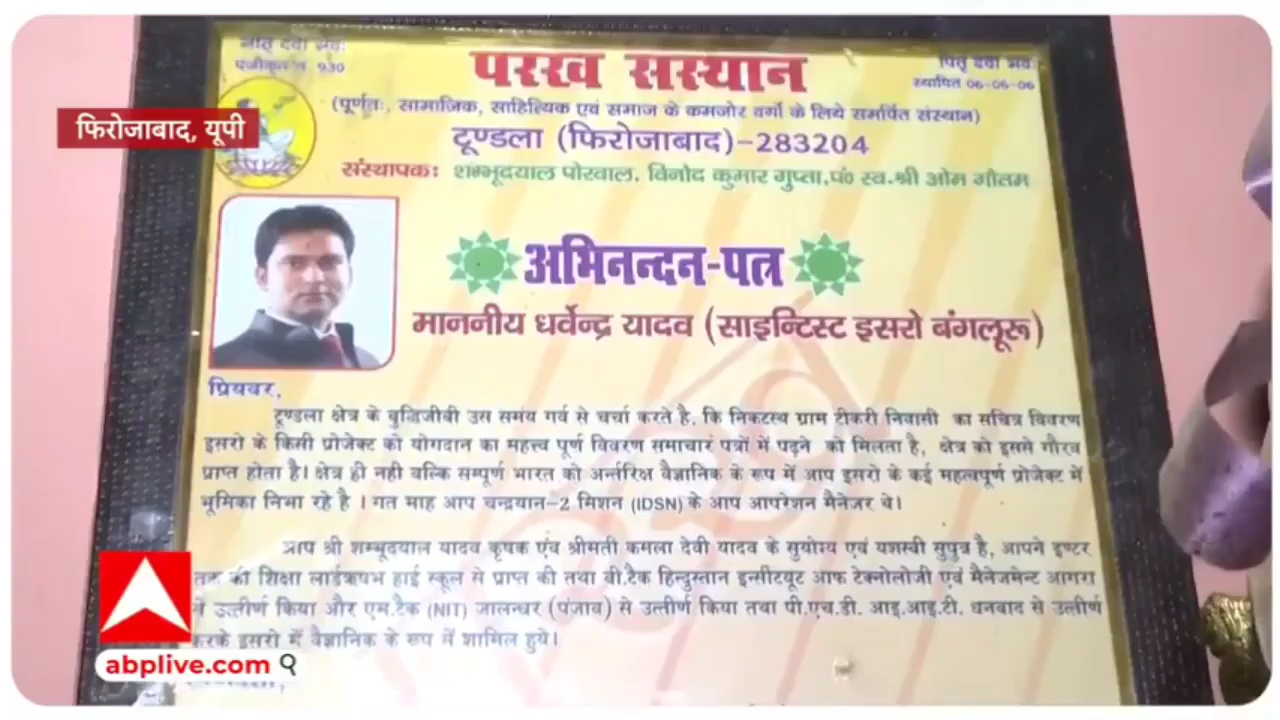 मातृ देवो भवः
पंजीकृत सं. 930
परख संस्थान
पितृ देवो भवः
स्थापित 06-06-06
(पूर्णतः, सामाजिक, साहित्यिक एवं समाज के कमजोर वर्गो के लिये समर्पित संस्थान)
टूण्डला (फिरोजाबाद)-283204
संस्थापकः शम्भूदयाल पोरवाल, विनोद कुमार गुप्ता,पं० स्व.श्री ओम गौतम
फिरोजाबाद, यूपी
अभिनन्दन-पत्र
माननीय धर्वेन्द्र यादव (साइन्टिस्ट इसरो बंगलूरू)
प्रियवर,
टूण्डला क्षेत्र के बुद्धिजीवी उस समय गर्व से चर्चा करते है, कि निकटस्थ ग्राम टीकरी निवासी का सचित्र विवरण
इसरो के किसी प्रोजेक्ट को योगदान का महत्त्व पूर्ण विवरण समाचार पत्रों में पढ़ने को मिलता है, क्षेत्र को इससे गौरव
प्राप्त होता है। क्षेत्र ही नही बल्कि सम्पूर्ण भारत को अर्न्तरिक्ष वैज्ञानिक के रूप में आप इसरो के कई महत्वपूर्ण प्रोजेक्ट में
भूमिका निभा रहे है । गत माह आप चन्द्रयान-2 मिशन (IDSN) के आप आपरेशन मैनेजर थे।
आप श्री शम्भूदयाल यादव कृषक एंव श्रीमती कमला देवी यादव के सुयोग्य एवं यशस्वी सुपुत्र है, आपने इण्टर
तक की शिक्षा लार्डऋषभ हाई स्कूल से प्राप्त की तथा बी.टैक हिन्दुस्तान इन्सीटयूट आफ टेक्नोलोजी एवं मैनेजमेन्ट आगरा
से उत्तीर्ण किया और एम.टैक (NIT) जालन्धर (पंजाव) से उत्तीर्ण किया तथा पी.एच.डी. आइ.आइ.टी. धनबाद से उत्तीर्ण
करके इसरो में वैज्ञानिक के रूप में शामिल हुये।
abplive.com